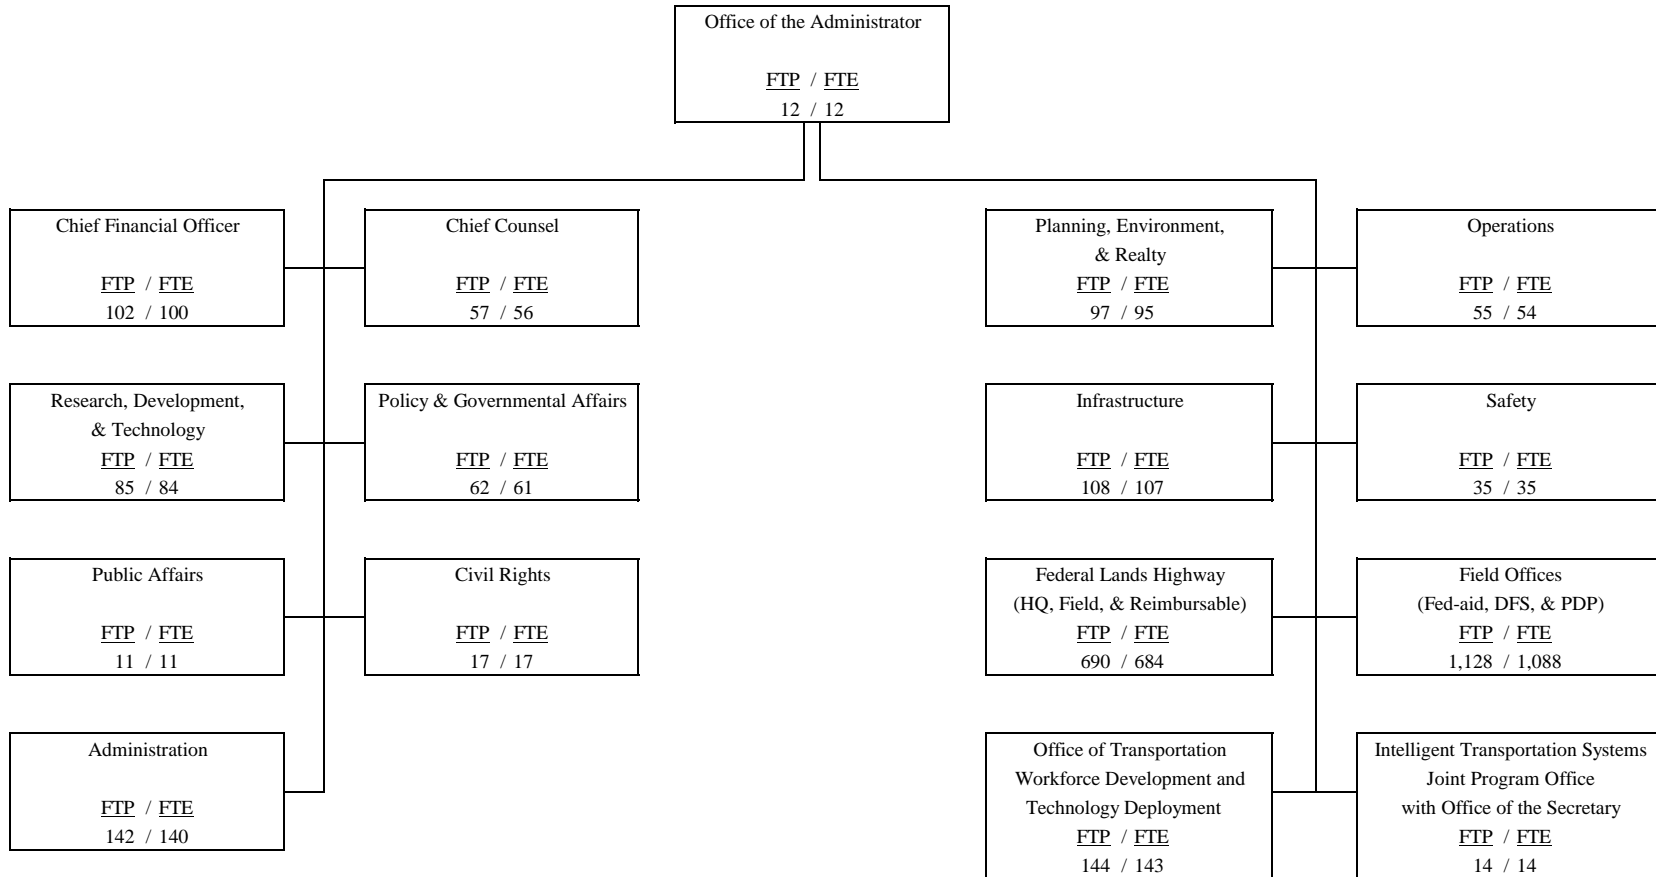 Office of the Administrator
FTP / FTE
12 / 12
Chief Financial Officer
FTP / FTE
102 / 100
Chief Counsel
FTP / FTE
57 / 56
Planning, Environment,
& Realty
FTP / FTE
97 / 95
Operations
FTP / FTE
55 / 54
Research, Development,
& Technology
FTP / FTE
85 / 84
Policy & Governmental Affairs
FTP / FTE
62 / 61
Infrastructure
FTP / FTE
108 / 107
Safety
FTP / FTE
35 / 35
Public Affairs
FTP / FTE
11 / 11
Civil Rights
FTP / FTE
17 / 17
Federal Lands Highway
(HQ, Field, & Reimbursable)
FTP / FTE
690 / 684
Field Offices
(Fed-aid, DFS, & PDP)
FTP / FTE
1,128 / 1,088
Administration
FTP / FTE
142 / 140
Office of Transportation
Workforce Development and
Technology Deployment
FTP / FTE
144 / 143
Intelligent Transportation Systems
Joint Program Office
with Office of the Secretary
FTP / FTE
14 / 14